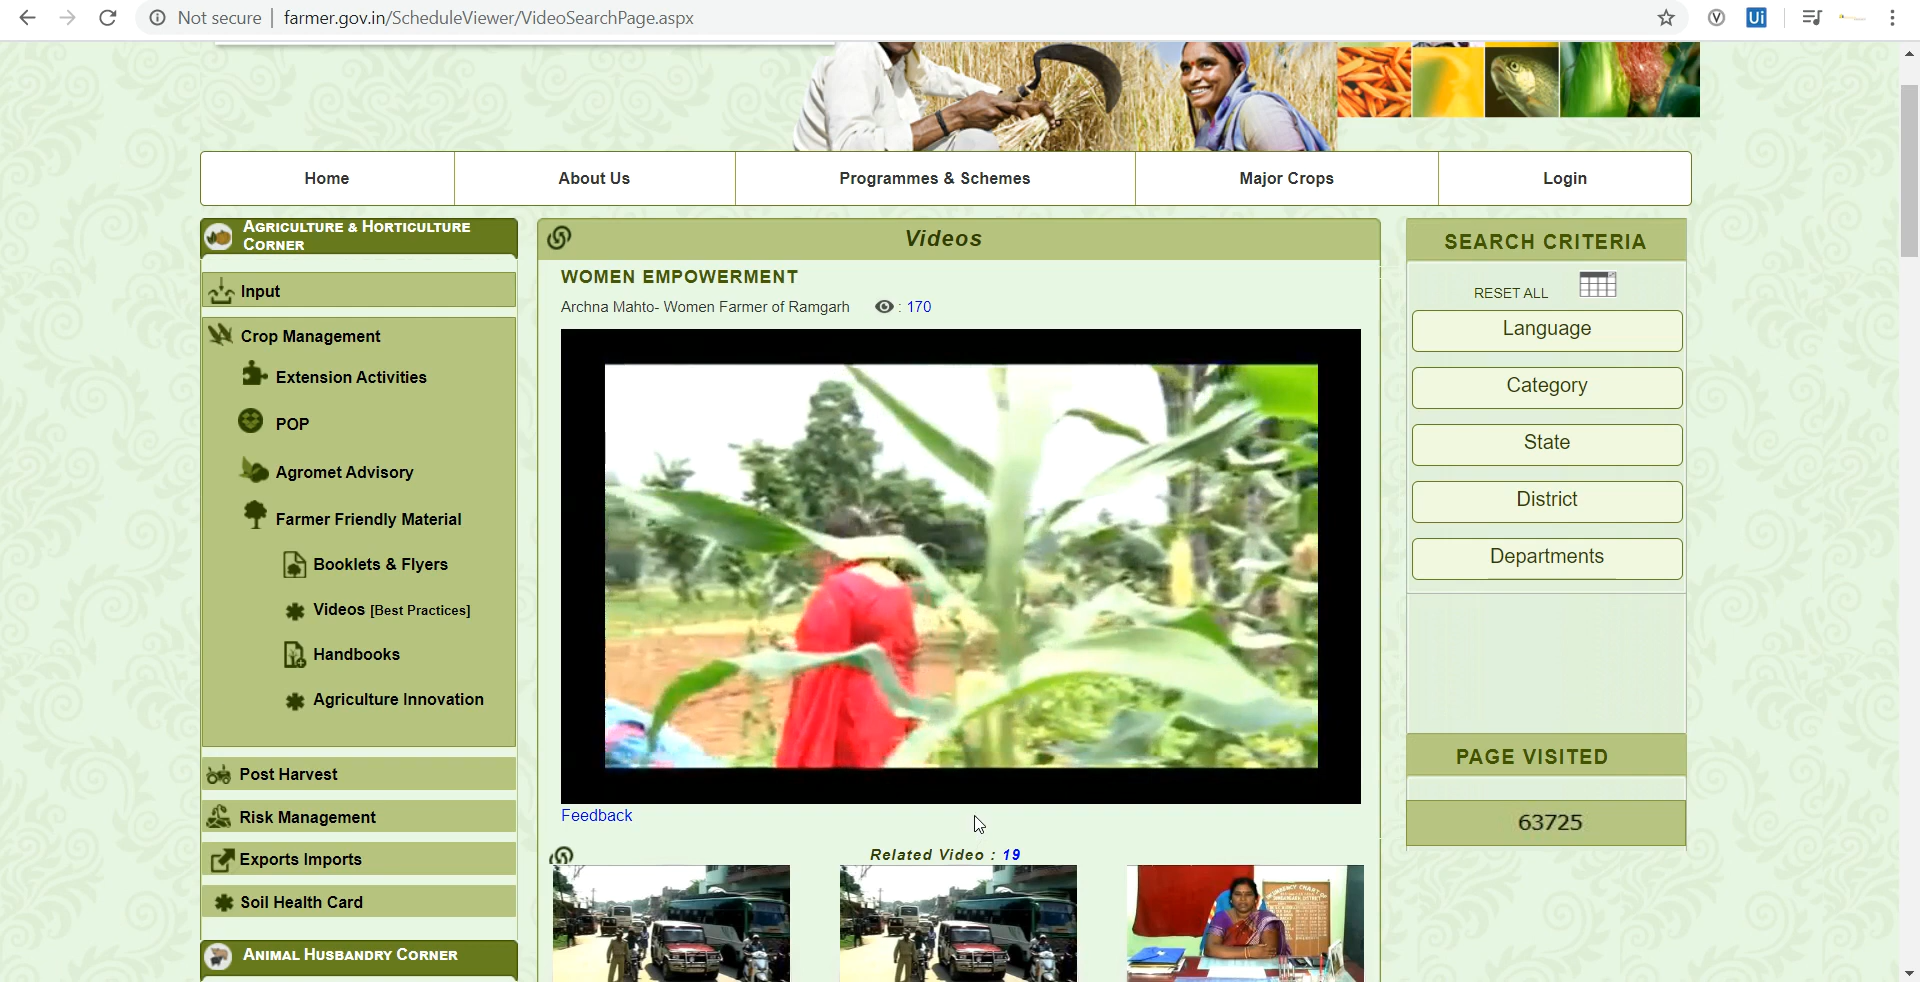 Not secure | farmer.gov.in/ScheduleViewer/VideoSearchPage.aspx
Ui
Home
About Us
Programmes & Schemes
Major Crops
Login
AGRICULTURE & HORTICULTURE
CORNER
Input
Crop Management
Extension Activities
POP
Agromet Advisory
Farmer Friendly Material
Booklets & Flyers
Videos [Best Practices]
Handbooks
Agriculture Innovation
Post Harvest
Risk Management
Exports Imports
Soil Health Card
ANIMAL HUSBANDRY CORNER
Videos
WOMEN EMPOWERMENT
Archna Mahto- Women Farmer of Ramgarh : 170
Feedback
Related Video : 19
SEARCH CRITERIA
RESET ALL
Language
Category
State
District
Departments
PAGE VISITED
63725